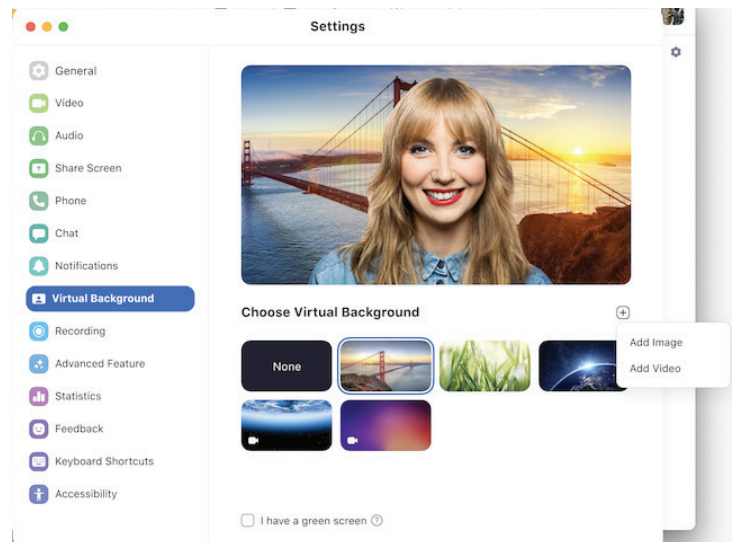 Settings
General
Video
Audio
Share Screen
Phone
Chat
Notifications
Virtual Background
Recording
Advanced Feature
Statistics
Feedback
Keyboard Shortcuts
Accessibility
Choose Virtual Background
Add Image
Add Video
None
I have a green screen